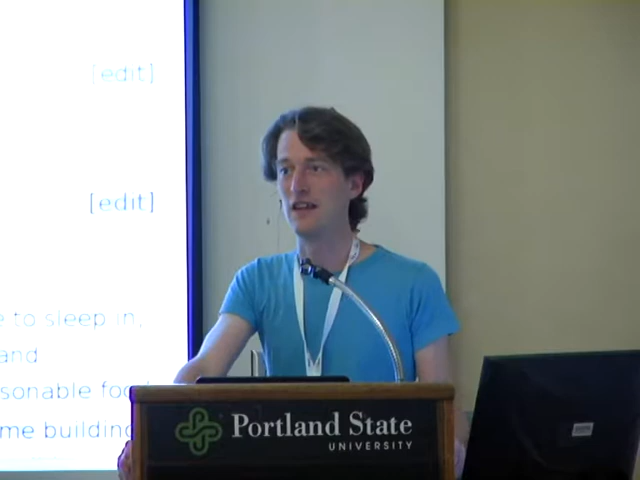 [edit]
[edit]
e to sleep in,
and
sonable foo
me building
Portland State
UNIVERSITY